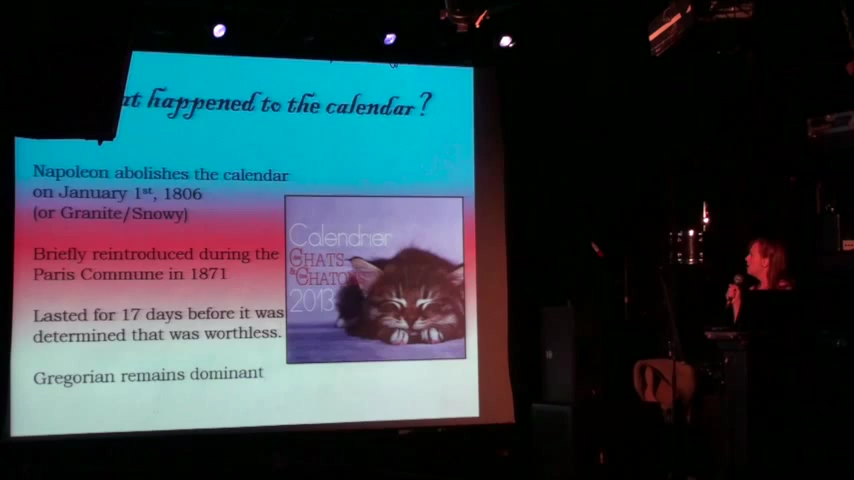 at happened to the calendar?
Napoleon abolishes the calendar
on January 1st, 1806
(or Granite/Snowy)
Briefly reintroduced during the
Paris Commune in 1871
Lasted for 17 days before it was
determined that was worthless.
Gregorian remains dominant
Calendrier
CHATS
& CHATONS
2013